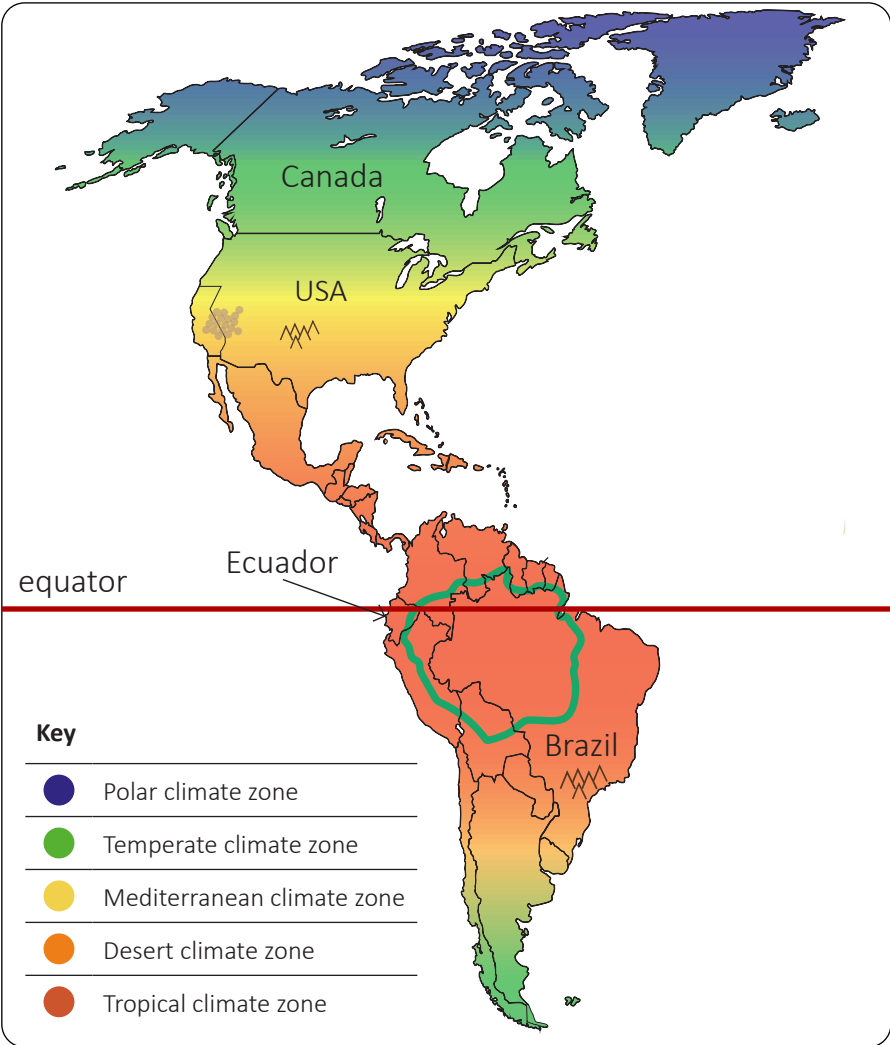 Canada
USA
Ecuador
equator
Brazil
Key
Polar climate zone
Temperate climate zone
Mediterranean climate zone
Desert climate zone
Tropical climate zone